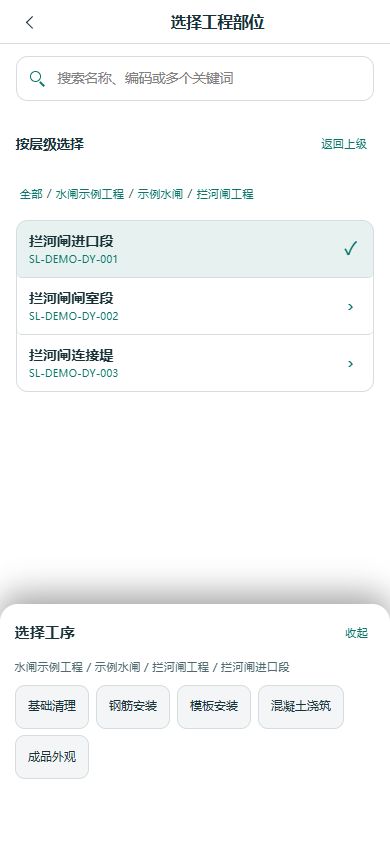 选择工程部位
搜索名称、编码或多个关键词
按层级选择
返回上级
全部 / 水闸示例工程 / 示例水闸 / 拦河闸工程
拦河闸进口段
SL-DEMO-DY-001
拦河闸闸室段
SL-DEMO-DY-002
拦河闸连接堤
SL-DEMO-DY-003
选择工序
收起
水闸示例工程 / 示例水闸 / 拦河闸工程 / 拦河闸进口段
基础清理 钢筋安装 模板安装 混凝土浇筑
成品外观